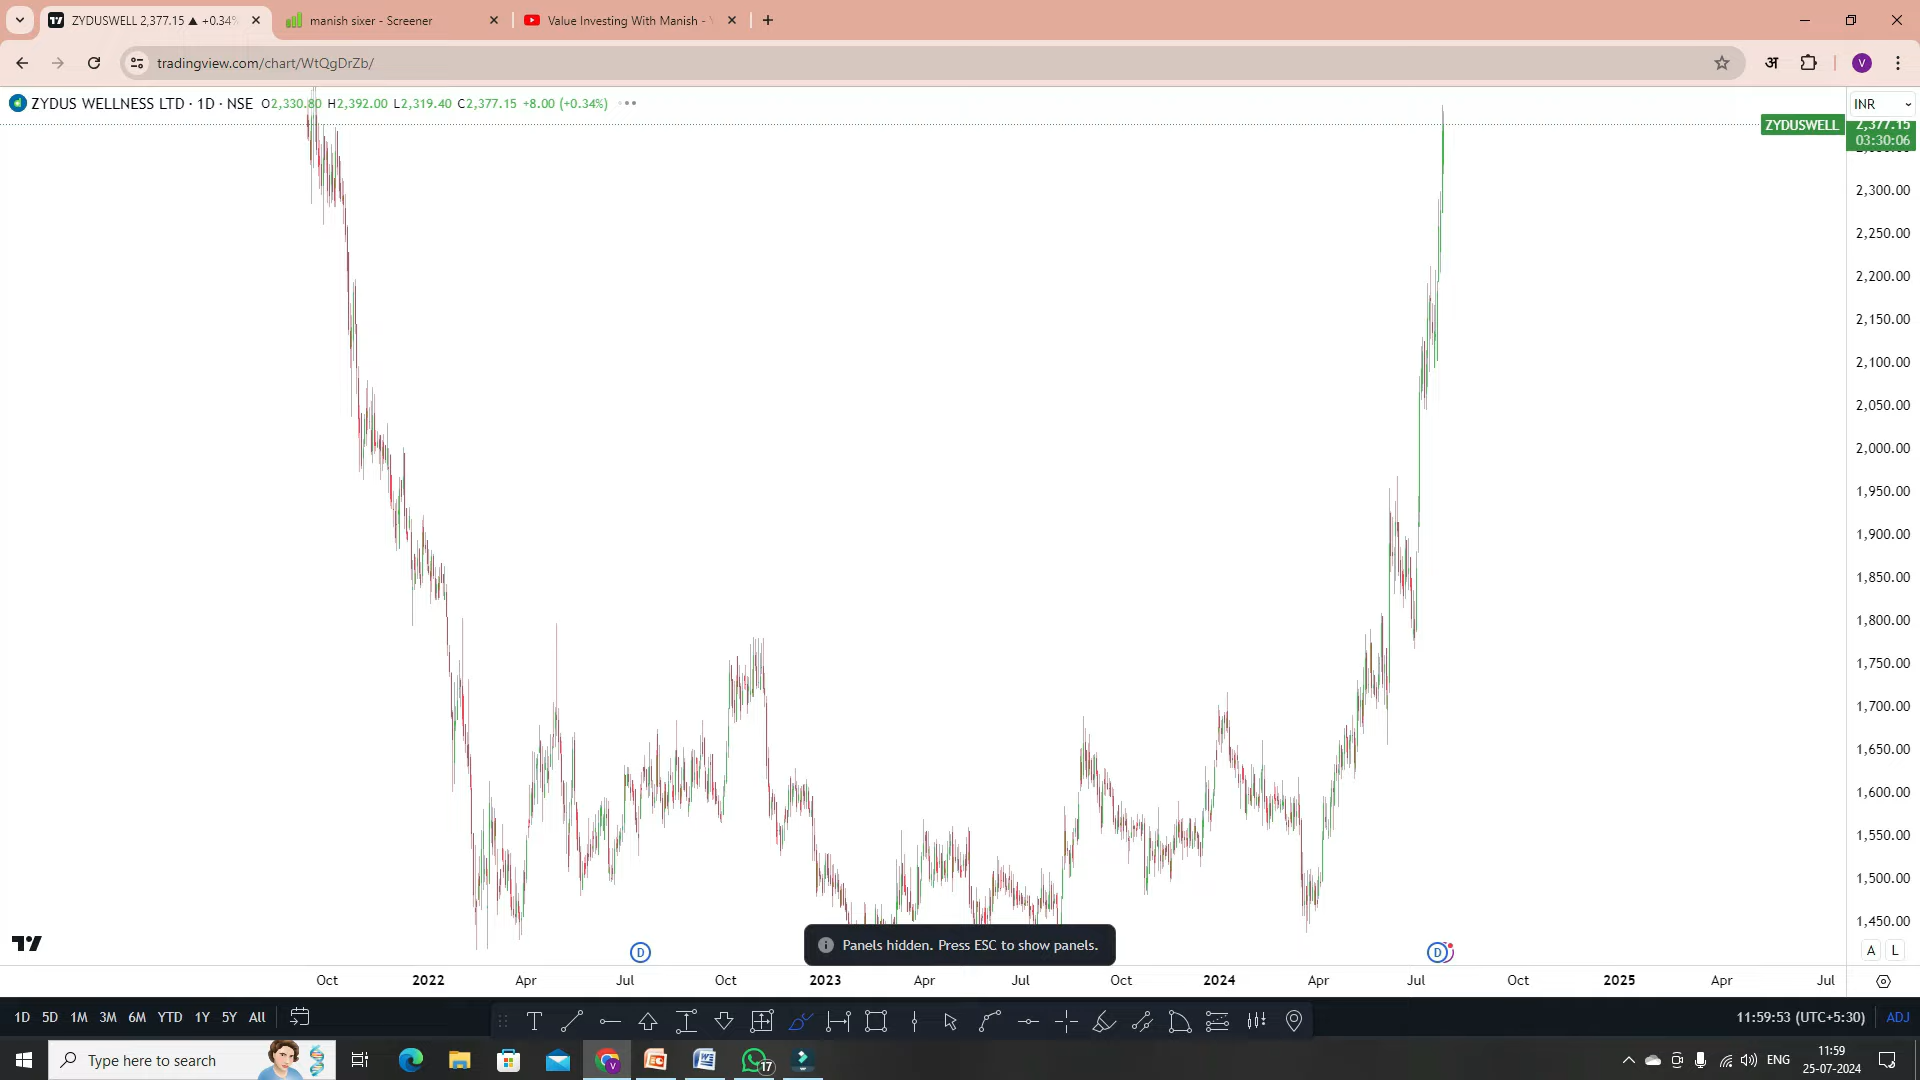 ZYDUSWELL 2,377.15 ▲ +0.34%
manish sixer - Screener
Value Investing With Manish -
tradingview.com/chart/WtQgDrZb/
अ
V
ZYDUS WELLNESS LTD · 1D · NSE O2,330.80 H2,392.00 L2,319.40 C2,377.15 +8.00 (+0.34%)
INR
ZYDUSWELL 2,377.15
03:30:06
2,300.00
2,250.00
2,200.00
2,150.00
2,100.00
2,050.00
2,000.00
1,950.00
1,900.00
1,850.00
1,800.00
1,750.00
1,700.00
1,650.00
1,600.00
1,550.00
1,500.00
1,450.00
D
Panels hidden. Press ESC to show panels.
D
A L
Oct 2022 Apr Jul Oct 2023 Apr Jul Oct 2024 Apr Jul Oct 2025 Apr Jul
1D 5D 1M 3M 6M YTD 1Y 5Y All
11:59:53 (UTC+5:30) ADJ
Type here to search
17
ENG
11:59
25-07-2024